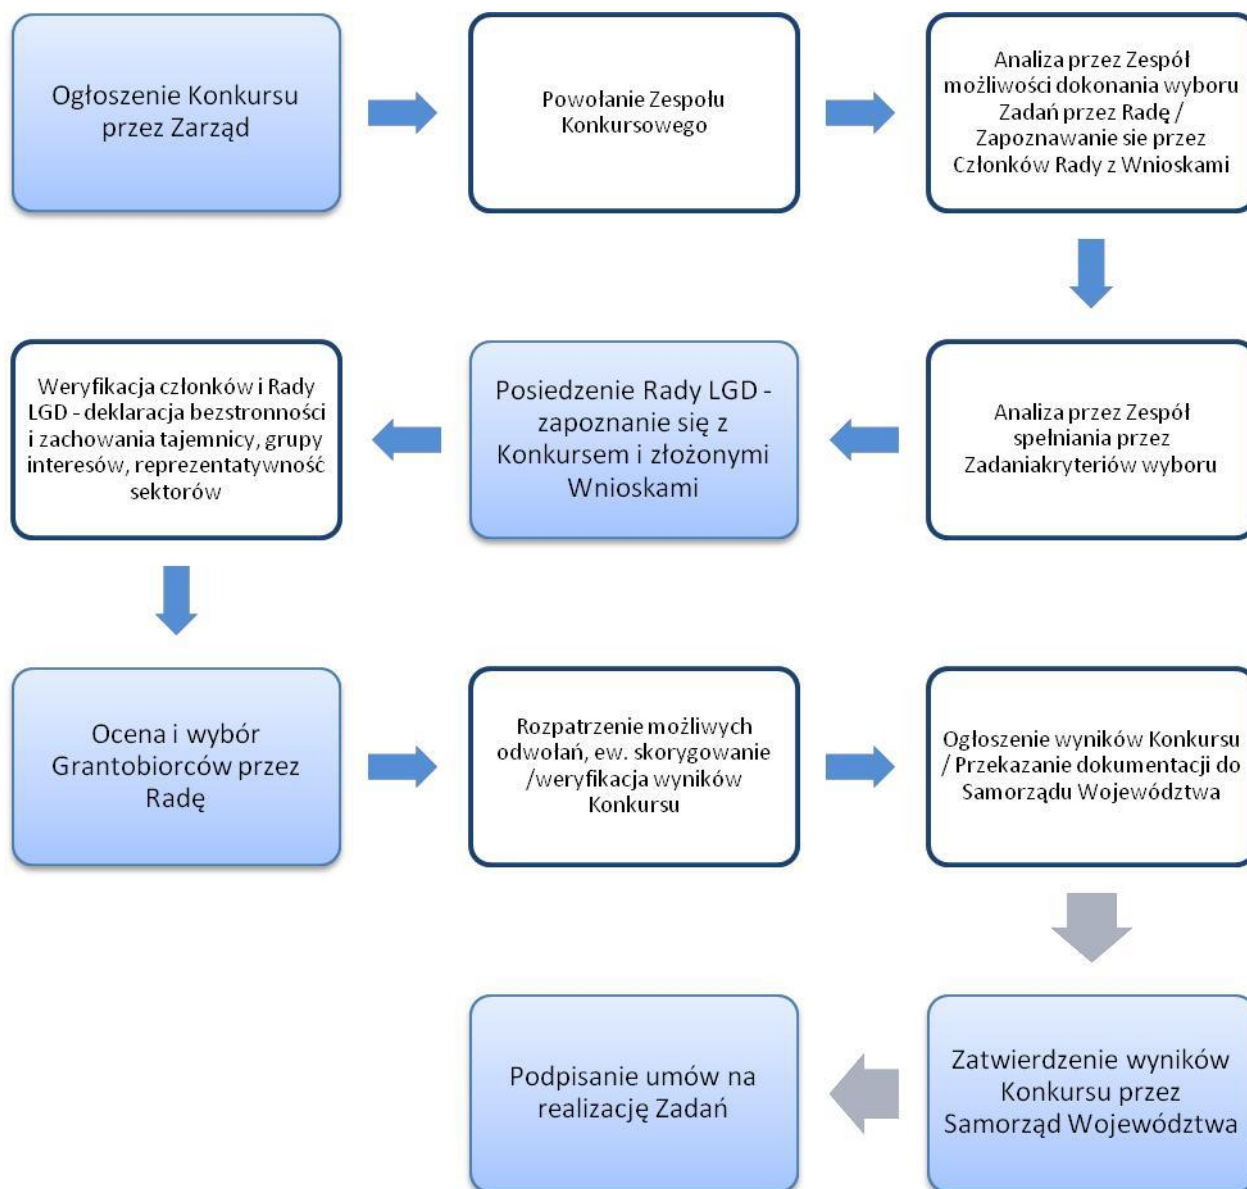 Ogłoszenie Konkursu
przez Zarząd
Powołanie Zespołu
Konkursowego
Analiza przez Zespół
możliwości dokonania wyboru
Zadań przez Radę /
Zapoznawanie sie przez
Członków Rady z Wnioskami
Analiza przez Zespół
spełniania przez
Zadaniakryteriów wyboru
Posiedzenie Rady LGD -
zapoznanie się z
Konkursem i złożonymi
Wnioskami
Weryfikacja członków i Rady
LGD - deklaracja bezstronności
i zachowania tajemnicy, grupy
interesów, reprezentatywność
sektorów
Ocena i wybór
Grantobiorców przez
Radę
Rozpatrzenie możliwych
odwołań, ew. skorygowanie
/weryfikacja wyników
Konkursu
Ogłoszenie wyników Konkursu
/ Przekazanie dokumentacji do
Samorządu Województwa
Zatwierdzenie wyników
Konkursu przez
Samorząd Województwa
Podpisanie umów na
realizację Zadań